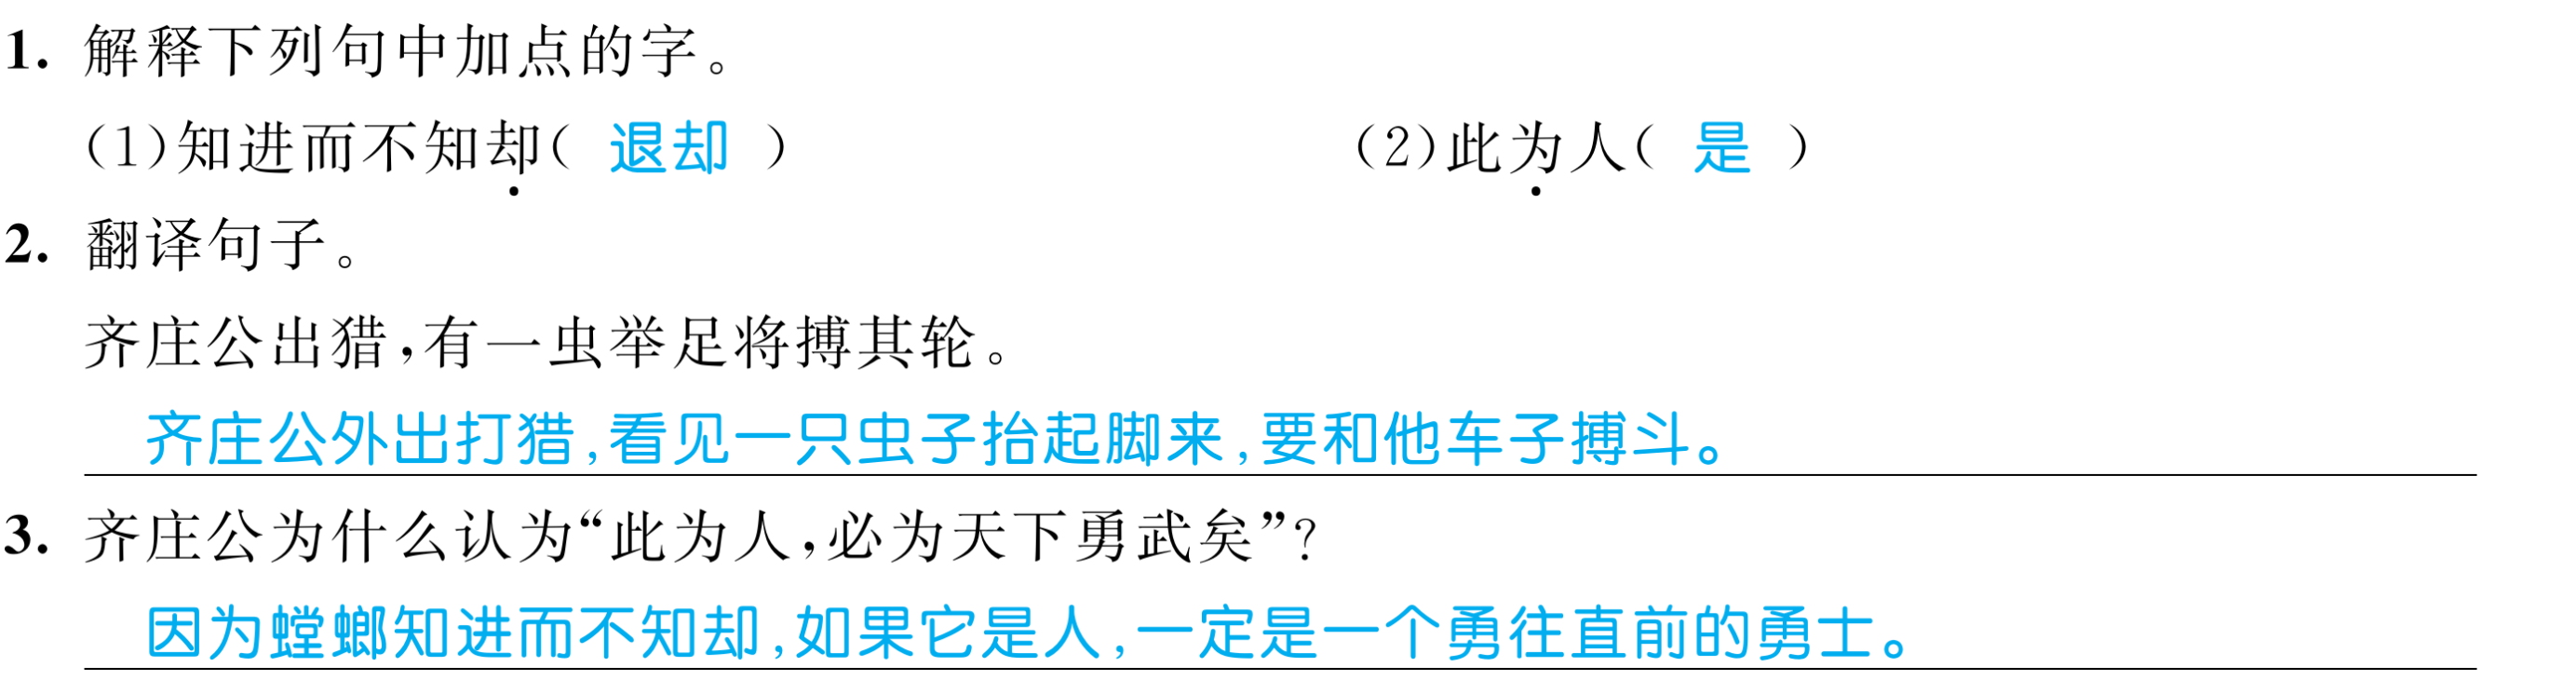 1. 解释下列句中加点的字。
(1)知进而不知却( 退却 ) (2)此为人( 是 )
2. 翻译句子。
齐庄公出猎,有一虫举足将搏其轮。
齐庄公外出打猎,看见一只虫子抬起脚来,要和他车子搏斗。
3. 齐庄公为什么认为“此为人,必为天下勇武矣”?
因为螳螂知进而不知却,如果它是人,一定是一个勇往直前的勇士。